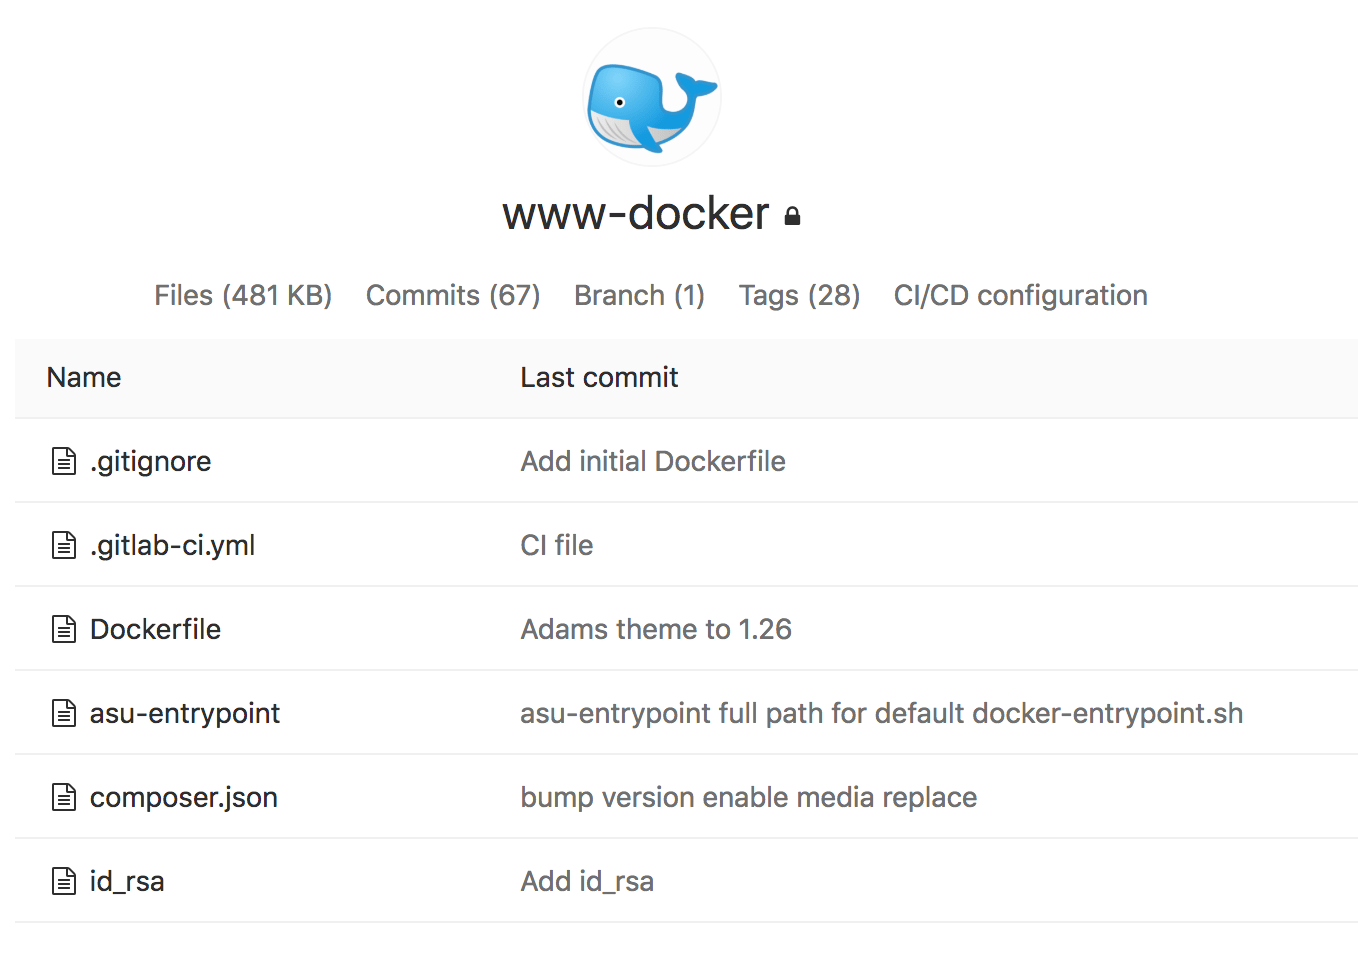 www-docker
Files (481 KB) Commits (67) Branch (1) Tags (28) CI/CD configuration
Name Last commit
.gitignore Add initial Dockerfile
.gitlab-ci.yml CI file
Dockerfile Adams theme to 1.26
asu-entrypoint asu-entrypoint full path for default docker-entrypoint.sh
composer.json bump version enable media replace
id_rsa Add id_rsa